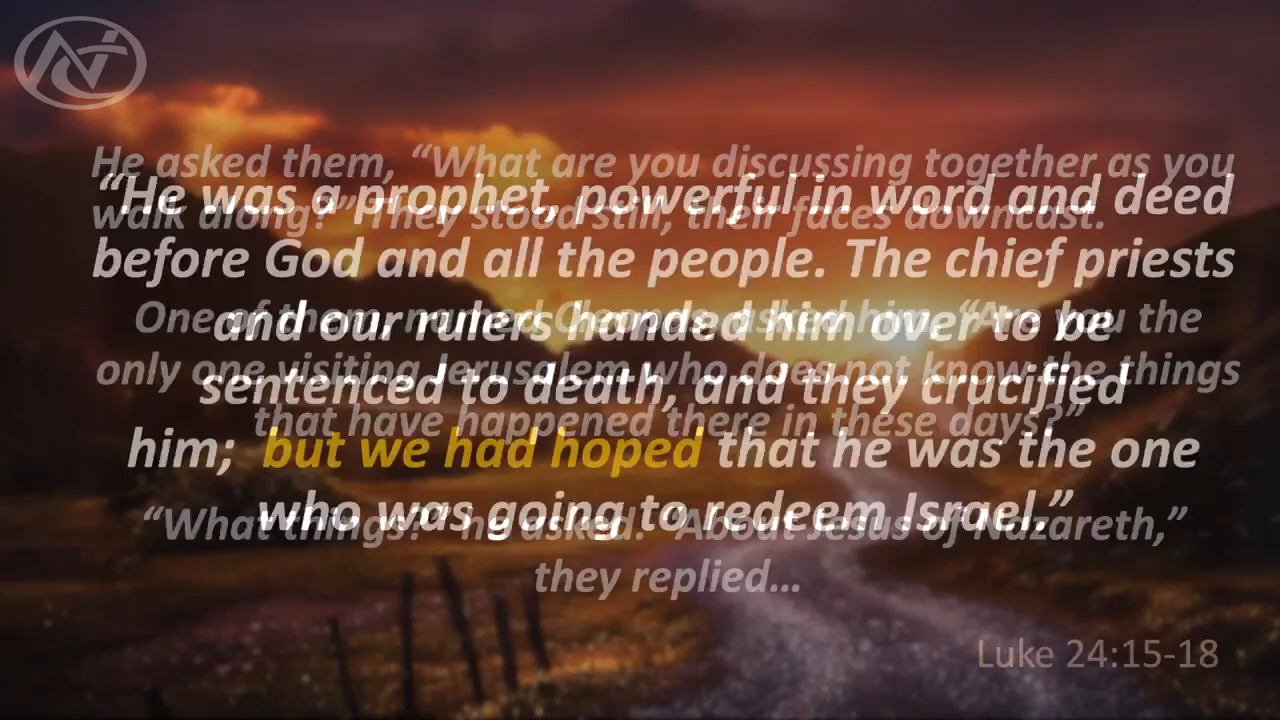 He asked them, “What are you discussing together as you
walk along?” They stood still, their faces downcast.
One of them, named Cleopas, asked him, “Are you the
only one visiting Jerusalem who does not know the things
that have happened there in these days?”
“What things?” he asked. “About Jesus of Nazareth,”
they replied…
“He was a prophet, powerful in word and deed
before God and all the people. The chief priests
and our rulers handed him over to be
sentenced to death, and they crucified
him; but we had hoped that he was the one
who was going to redeem Israel.”
Luke 24:15-18